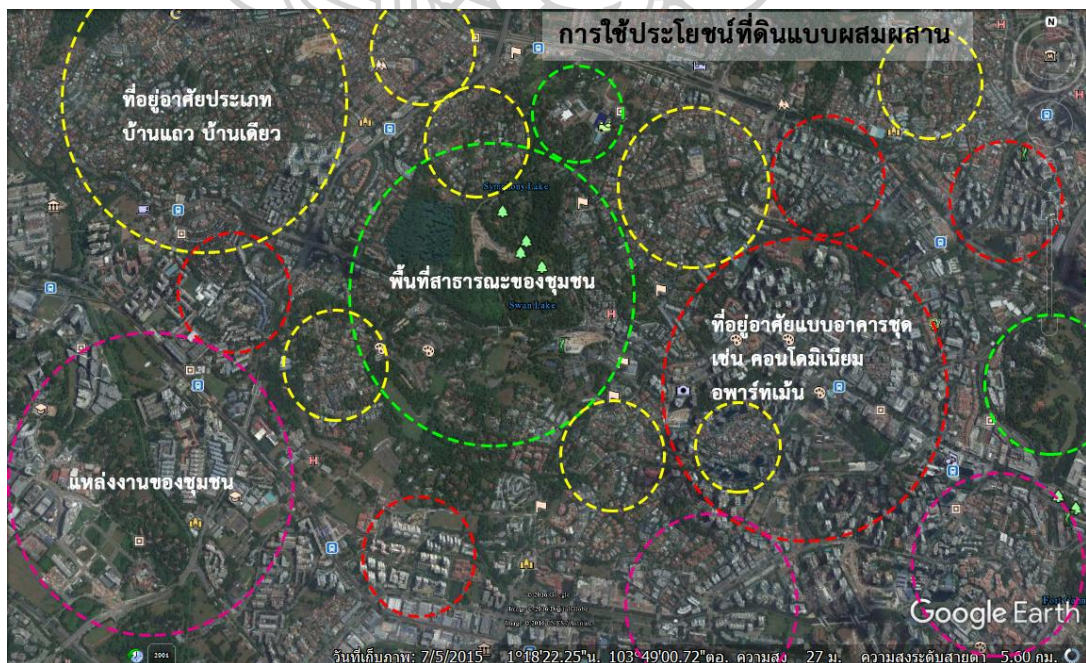 การใช้ประโยชน์ที่ดินแบบผสมผสาน
N
ที่อยู่อาศัยประเภท
บ้านแถว บ้านเดียว
Symphony Lake
พื้นที่สาธารณะของชุมชน
Swan Lake
ที่อยู่อาศัยแบบอาคารชุด
เช่น คอนโดมิเนียม
อพาร์ทเม้น
แหล่งงานของชุมชน
© 2016 Google
Google Earth
2001
วันที่เก็บภาพ: 7/5/2015 1°18'22.25"น. 103°49'00.72"ตอ. ความสูง 27 ม. ความสูงระดับสายตา 5.60 กม.